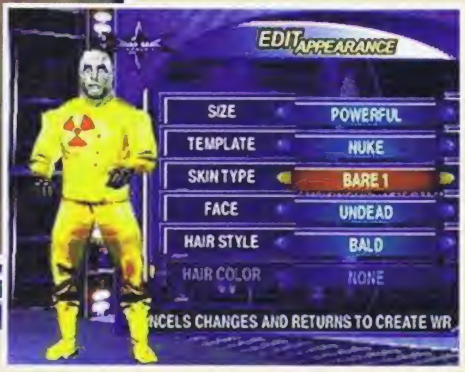 EDIT APPEARANCE
SIZE POWERFUL
TEMPLATE NUKE
SKIN TYPE BARE 1
FACE UNDEAD
HAIR STYLE BALD
HAIR COLOR NONE
NCELS CHANGES AND RETURNS TO CREATE WR